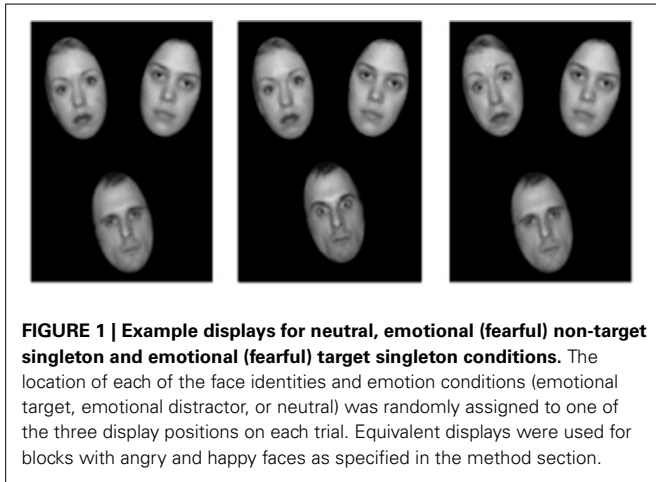 FIGURE 1 | Example displays for neutral, emotional (fearful) non-target
singleton and emotional (fearful) target singleton conditions. The
location of each of the face identities and emotion conditions (emotional
target, emotional distractor, or neutral) was randomly assigned to one of
the three display positions on each trial. Equivalent displays were used for
blocks with angry and happy faces as specified in the method section.